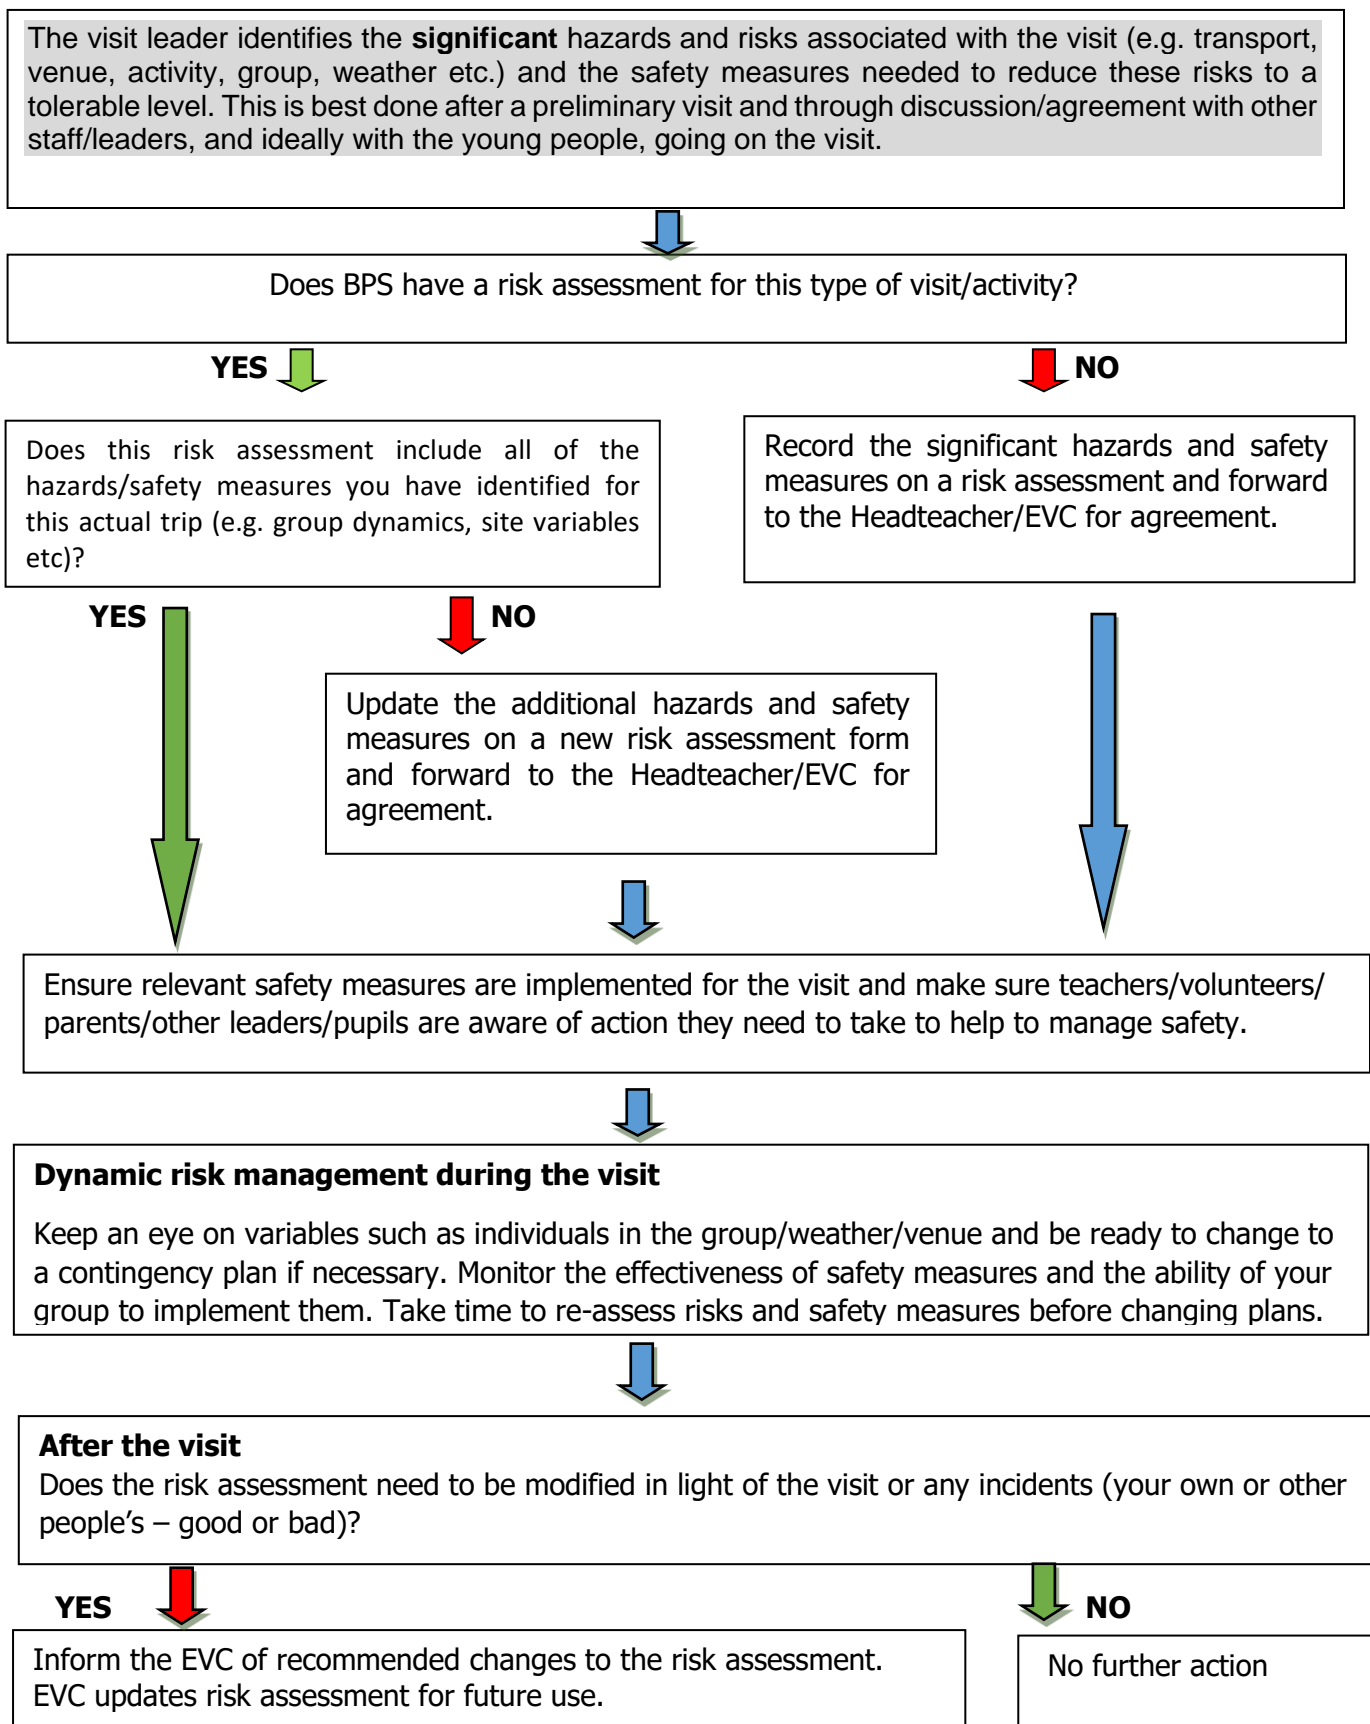 The visit leader identifies the significant hazards and risks associated with the visit (e.g. transport,
venue, activity, group, weather etc.) and the safety measures needed to reduce these risks to a
tolerable level. This is best done after a preliminary visit and through discussion/agreement with other
staff/leaders, and ideally with the young people, going on the visit.
Does BPS have a risk assessment for this type of visit/activity?
YES
NO
Does this risk assessment include all of the
hazards/safety measures you have identified for
this actual trip (e.g. group dynamics, site variables
etc)?
Record the significant hazards and safety
measures on a risk assessment and forward
to the Headteacher/EVC for agreement.
YES
NO
Update the additional hazards and safety
measures on a new risk assessment form
and forward to the Headteacher/EVC for
agreement.
Ensure relevant safety measures are implemented for the visit and make sure teachers/volunteers/
parents/other leaders/pupils are aware of action they need to take to help to manage safety.
Dynamic risk management during the visit
Keep an eye on variables such as individuals in the group/weather/venue and be ready to change to
a contingency plan if necessary. Monitor the effectiveness of safety measures and the ability of your
group to implement them. Take time to re-assess risks and safety measures before changing plans.
After the visit
Does the risk assessment need to be modified in light of the visit or any incidents (your own or other
people's – good or bad)?
YES
NO
Inform the EVC of recommended changes to the risk assessment.
EVC updates risk assessment for future use.
No further action